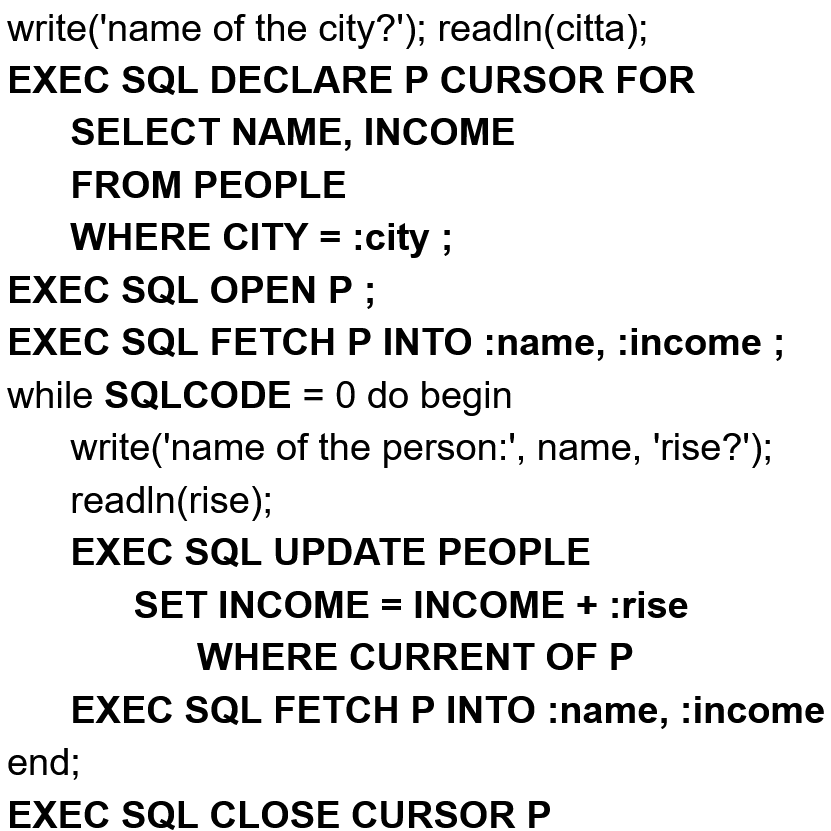 write('name of the city?'); readln(citta);
EXEC SQL DECLARE P CURSOR FOR
SELECT NAME, INCOME
FROM PEOPLE
WHERE CITY = :city ;
EXEC SQL OPEN P ;
EXEC SQL FETCH P INTO :name, :income ;
while SQLCODE = 0 do begin
write('name of the person:', name, 'rise?');
readln(rise);
EXEC SQL UPDATE PEOPLE
SET INCOME = INCOME + :rise
WHERE CURRENT OF P
EXEC SQL FETCH P INTO :name, :income
end;
EXEC SQL CLOSE CURSOR P